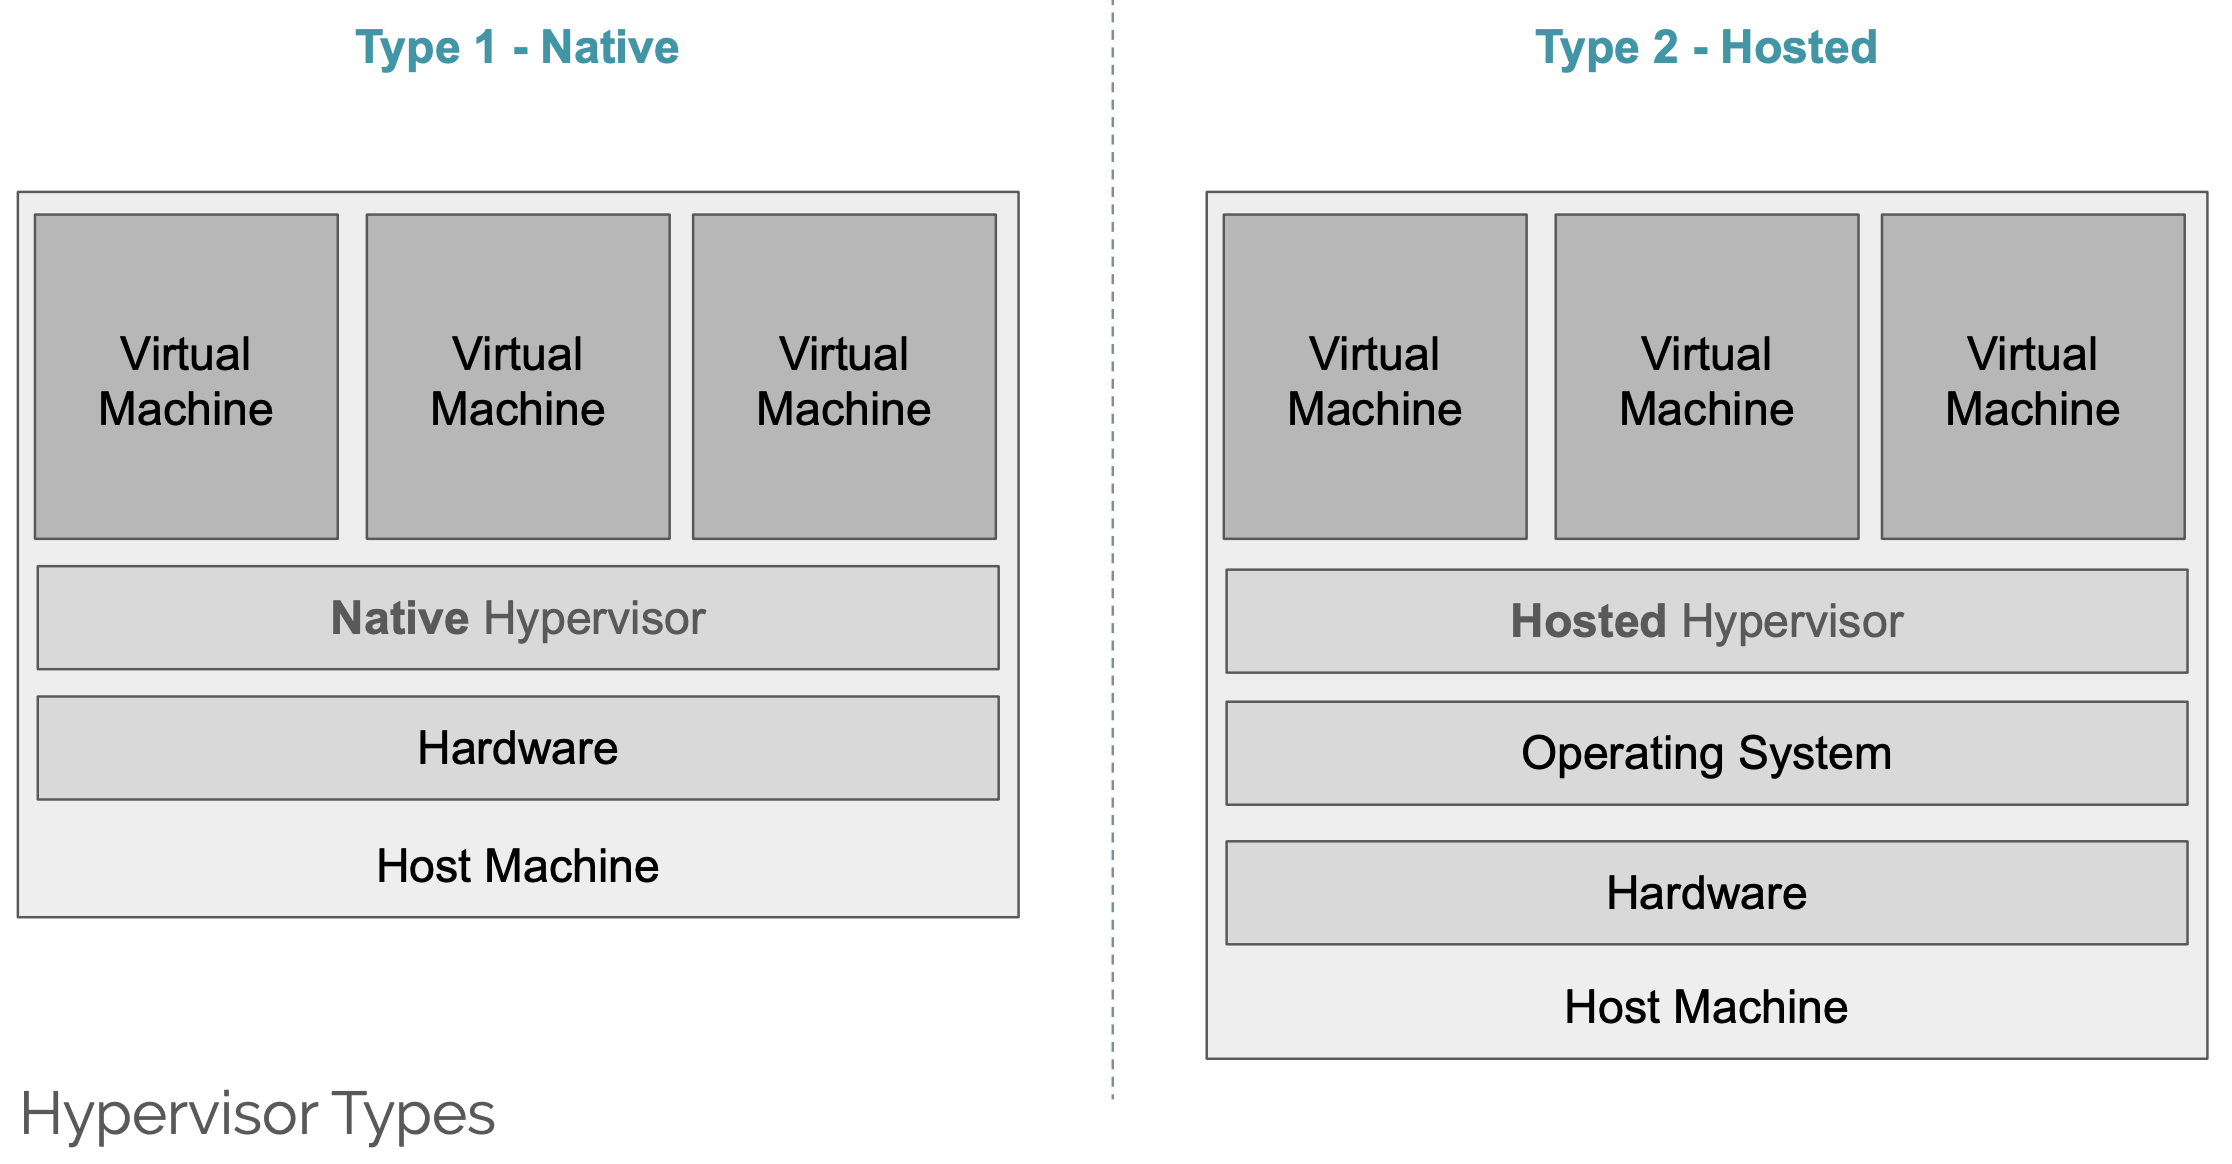 Type 1 - Native
Virtual
Machine
Virtual
Machine
Virtual
Machine
Native Hypervisor
Hardware
Host Machine
Type 2 - Hosted
Virtual
Machine
Virtual
Machine
Virtual
Machine
Hosted Hypervisor
Operating System
Hardware
Host Machine
Hypervisor Types